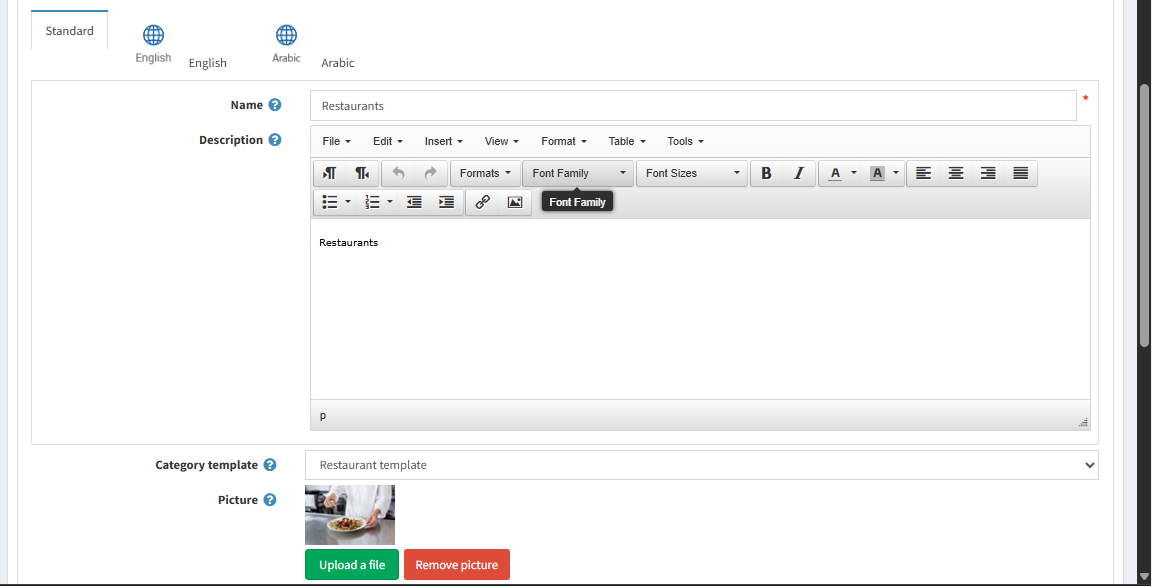 Standard
English English
Arabic Arabic
Name ? Restaurants *
Description ?
File Edit Insert View Format Table Tools
Formats Font Family Font Sizes B I A A
Font Family
Restaurants
p
Category template ? Restaurant template
Picture ?
Upload a file Remove picture